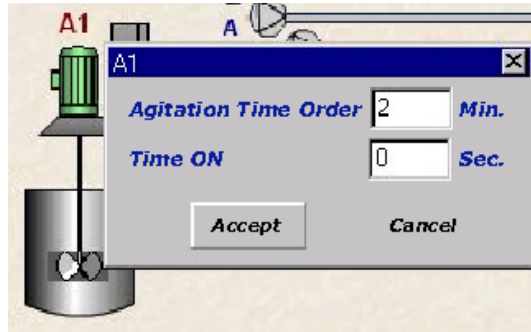 A1
A
A1
Agitation Time Order 2 Min.
Time ON 0 Sec.
Accept Cancel